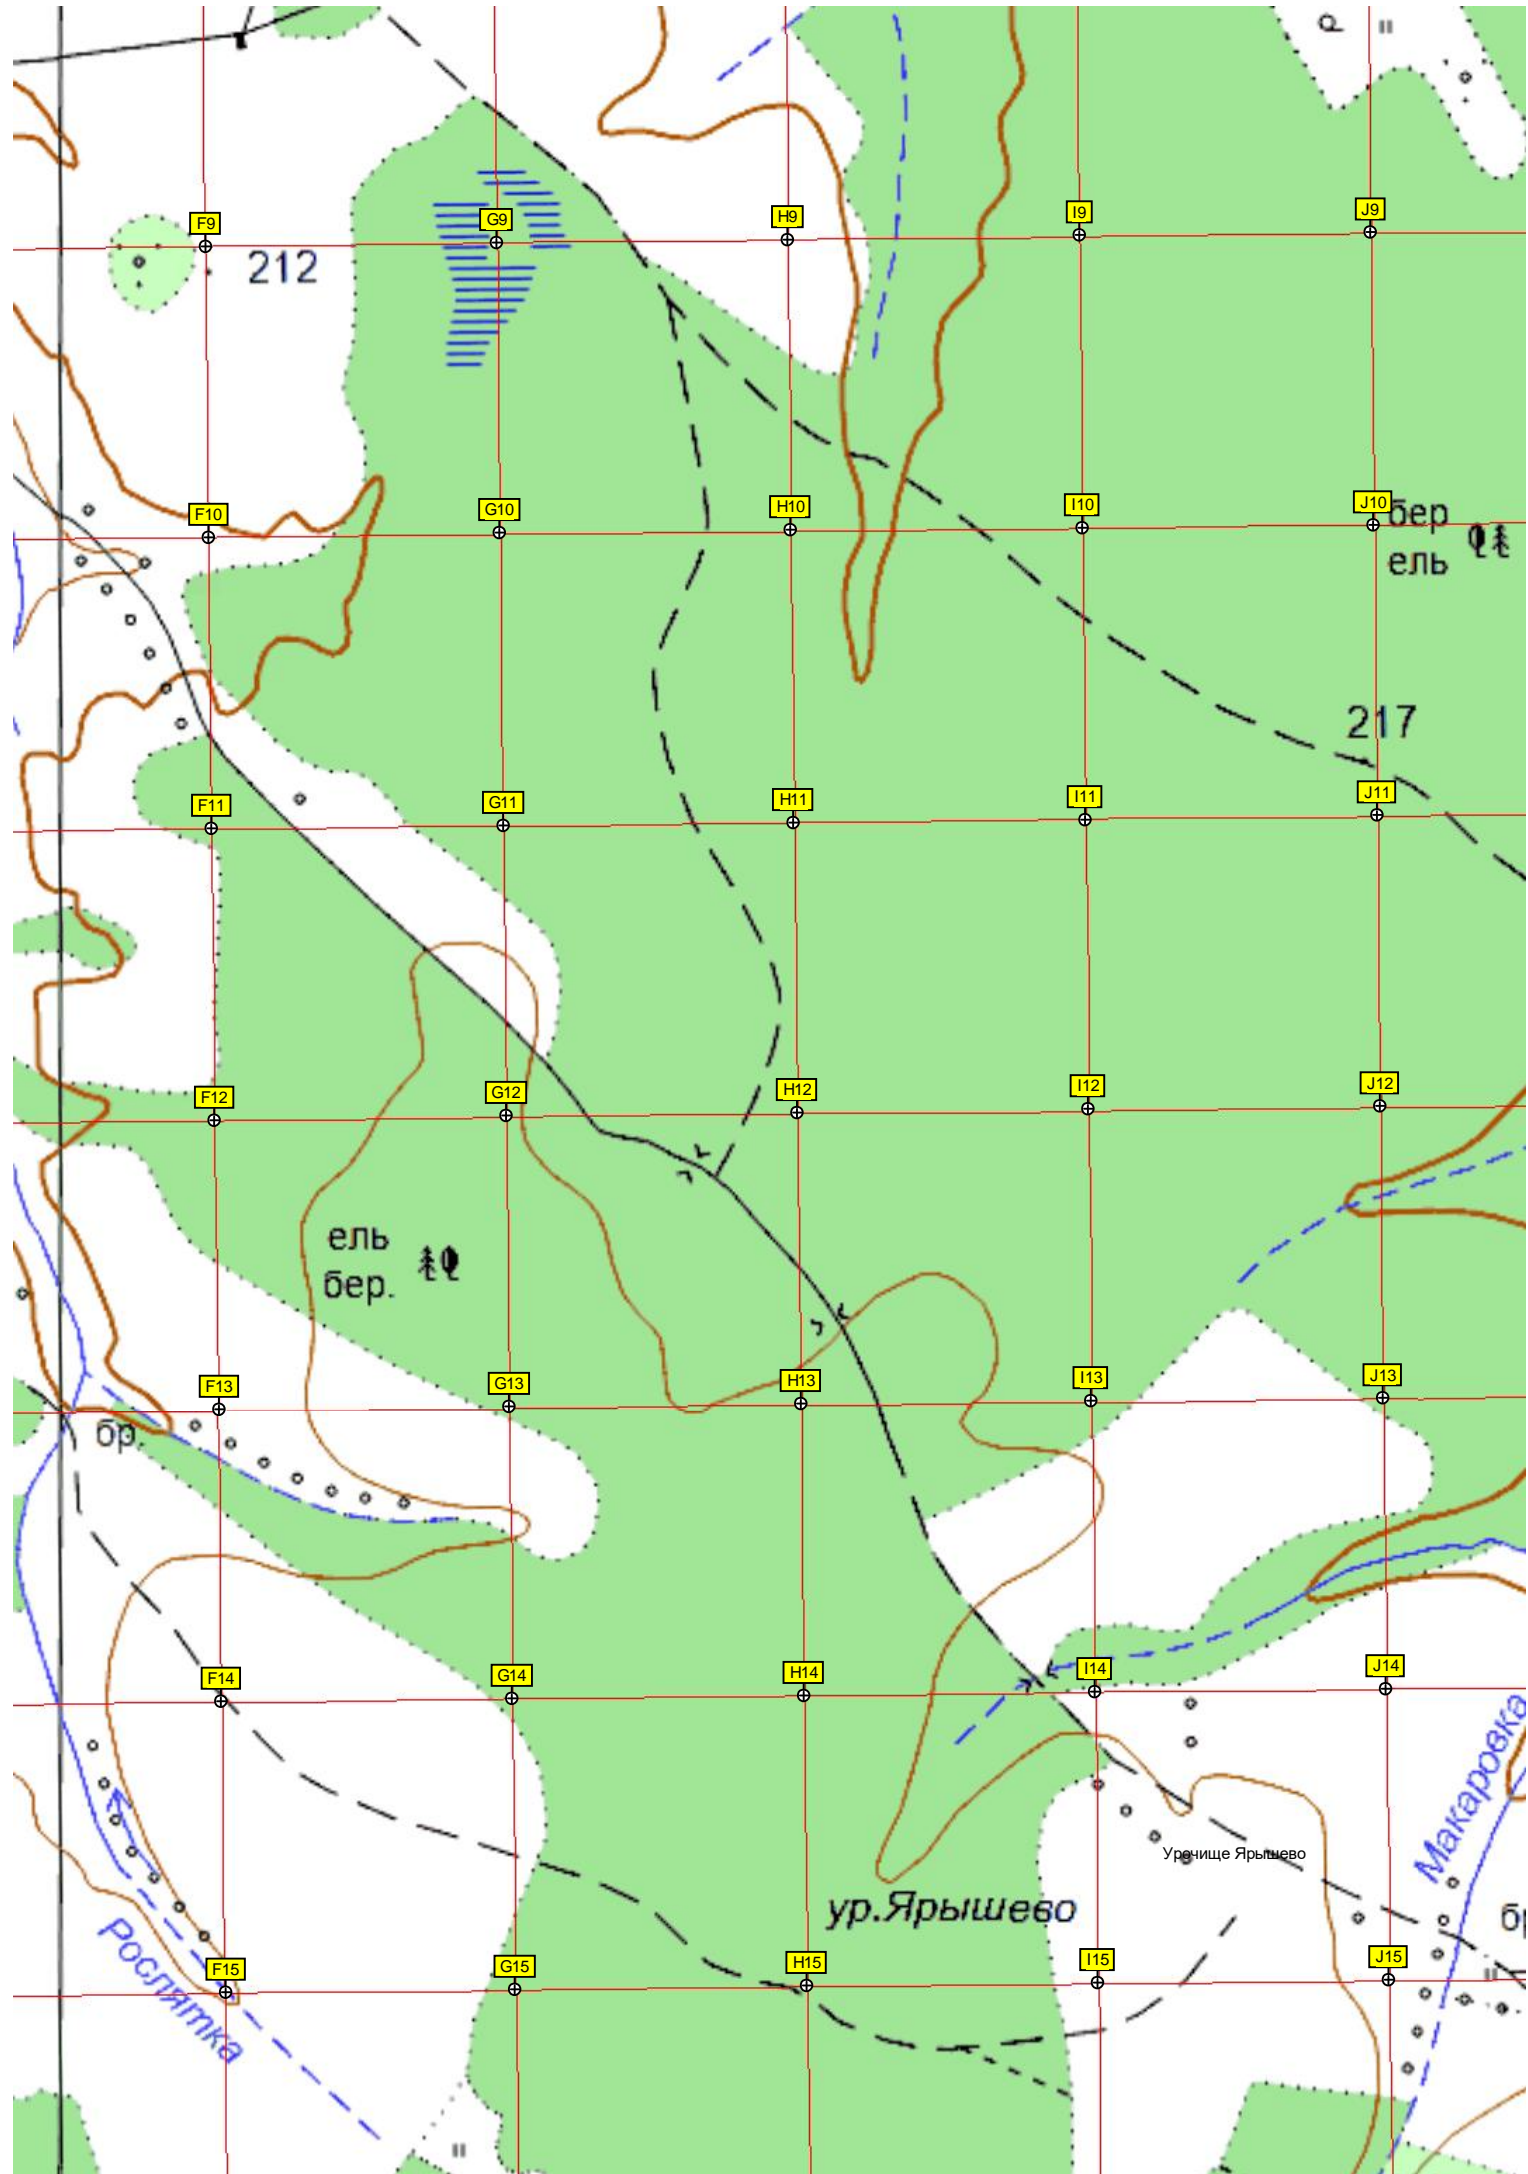 р
F9
G9
H9
I9
J9
212
F10
G10
H10
I10
J10
бер
ель
217
F11
G11
H11
I11
J11
F12
G12
H12
I12
J12
ель
бер.
F13
G13
H13
I13
J13
бр.
F14
G14
H14
I14
J14
Макаровка
Урочище Ярышево
ур.Ярышево
бр
Рослятка
F15
G15
H15
I15
J15